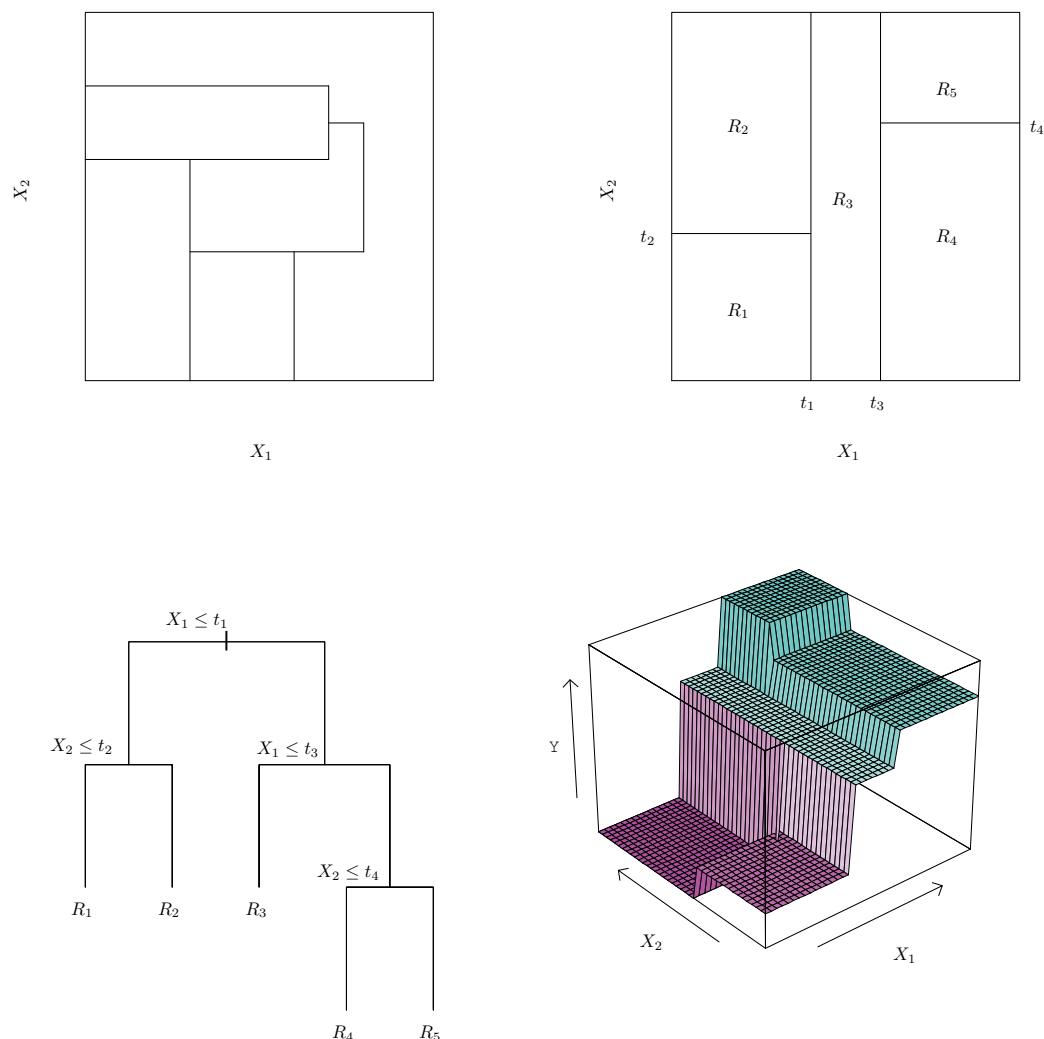 X₂
X₁
R₅
R₂
t₄
X₂
R₃
t₂
R₄
R₁
t₁
t₃
X₁
X₁ ≤ t₁
X₂ ≤ t₂
X₁ ≤ t₃
X₂ ≤ t₄
R₁
R₂
R₃
R₄
R₅
Y
X₂
X₁